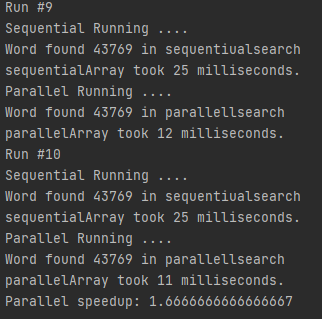 Run #9
Sequential Running ....
Word found 43769 in sequentiualsearch
sequentialArray took 25 milliseconds.
Parallel Running ....
Word found 43769 in parallellsearch
parallelArray took 12 milliseconds.
Run #10
Sequential Running ....
Word found 43769 in sequentiualsearch
sequentialArray took 25 milliseconds.
Parallel Running ....
Word found 43769 in parallellsearch
parallelArray took 11 milliseconds.
Parallel speedup: 1.6666666666666667